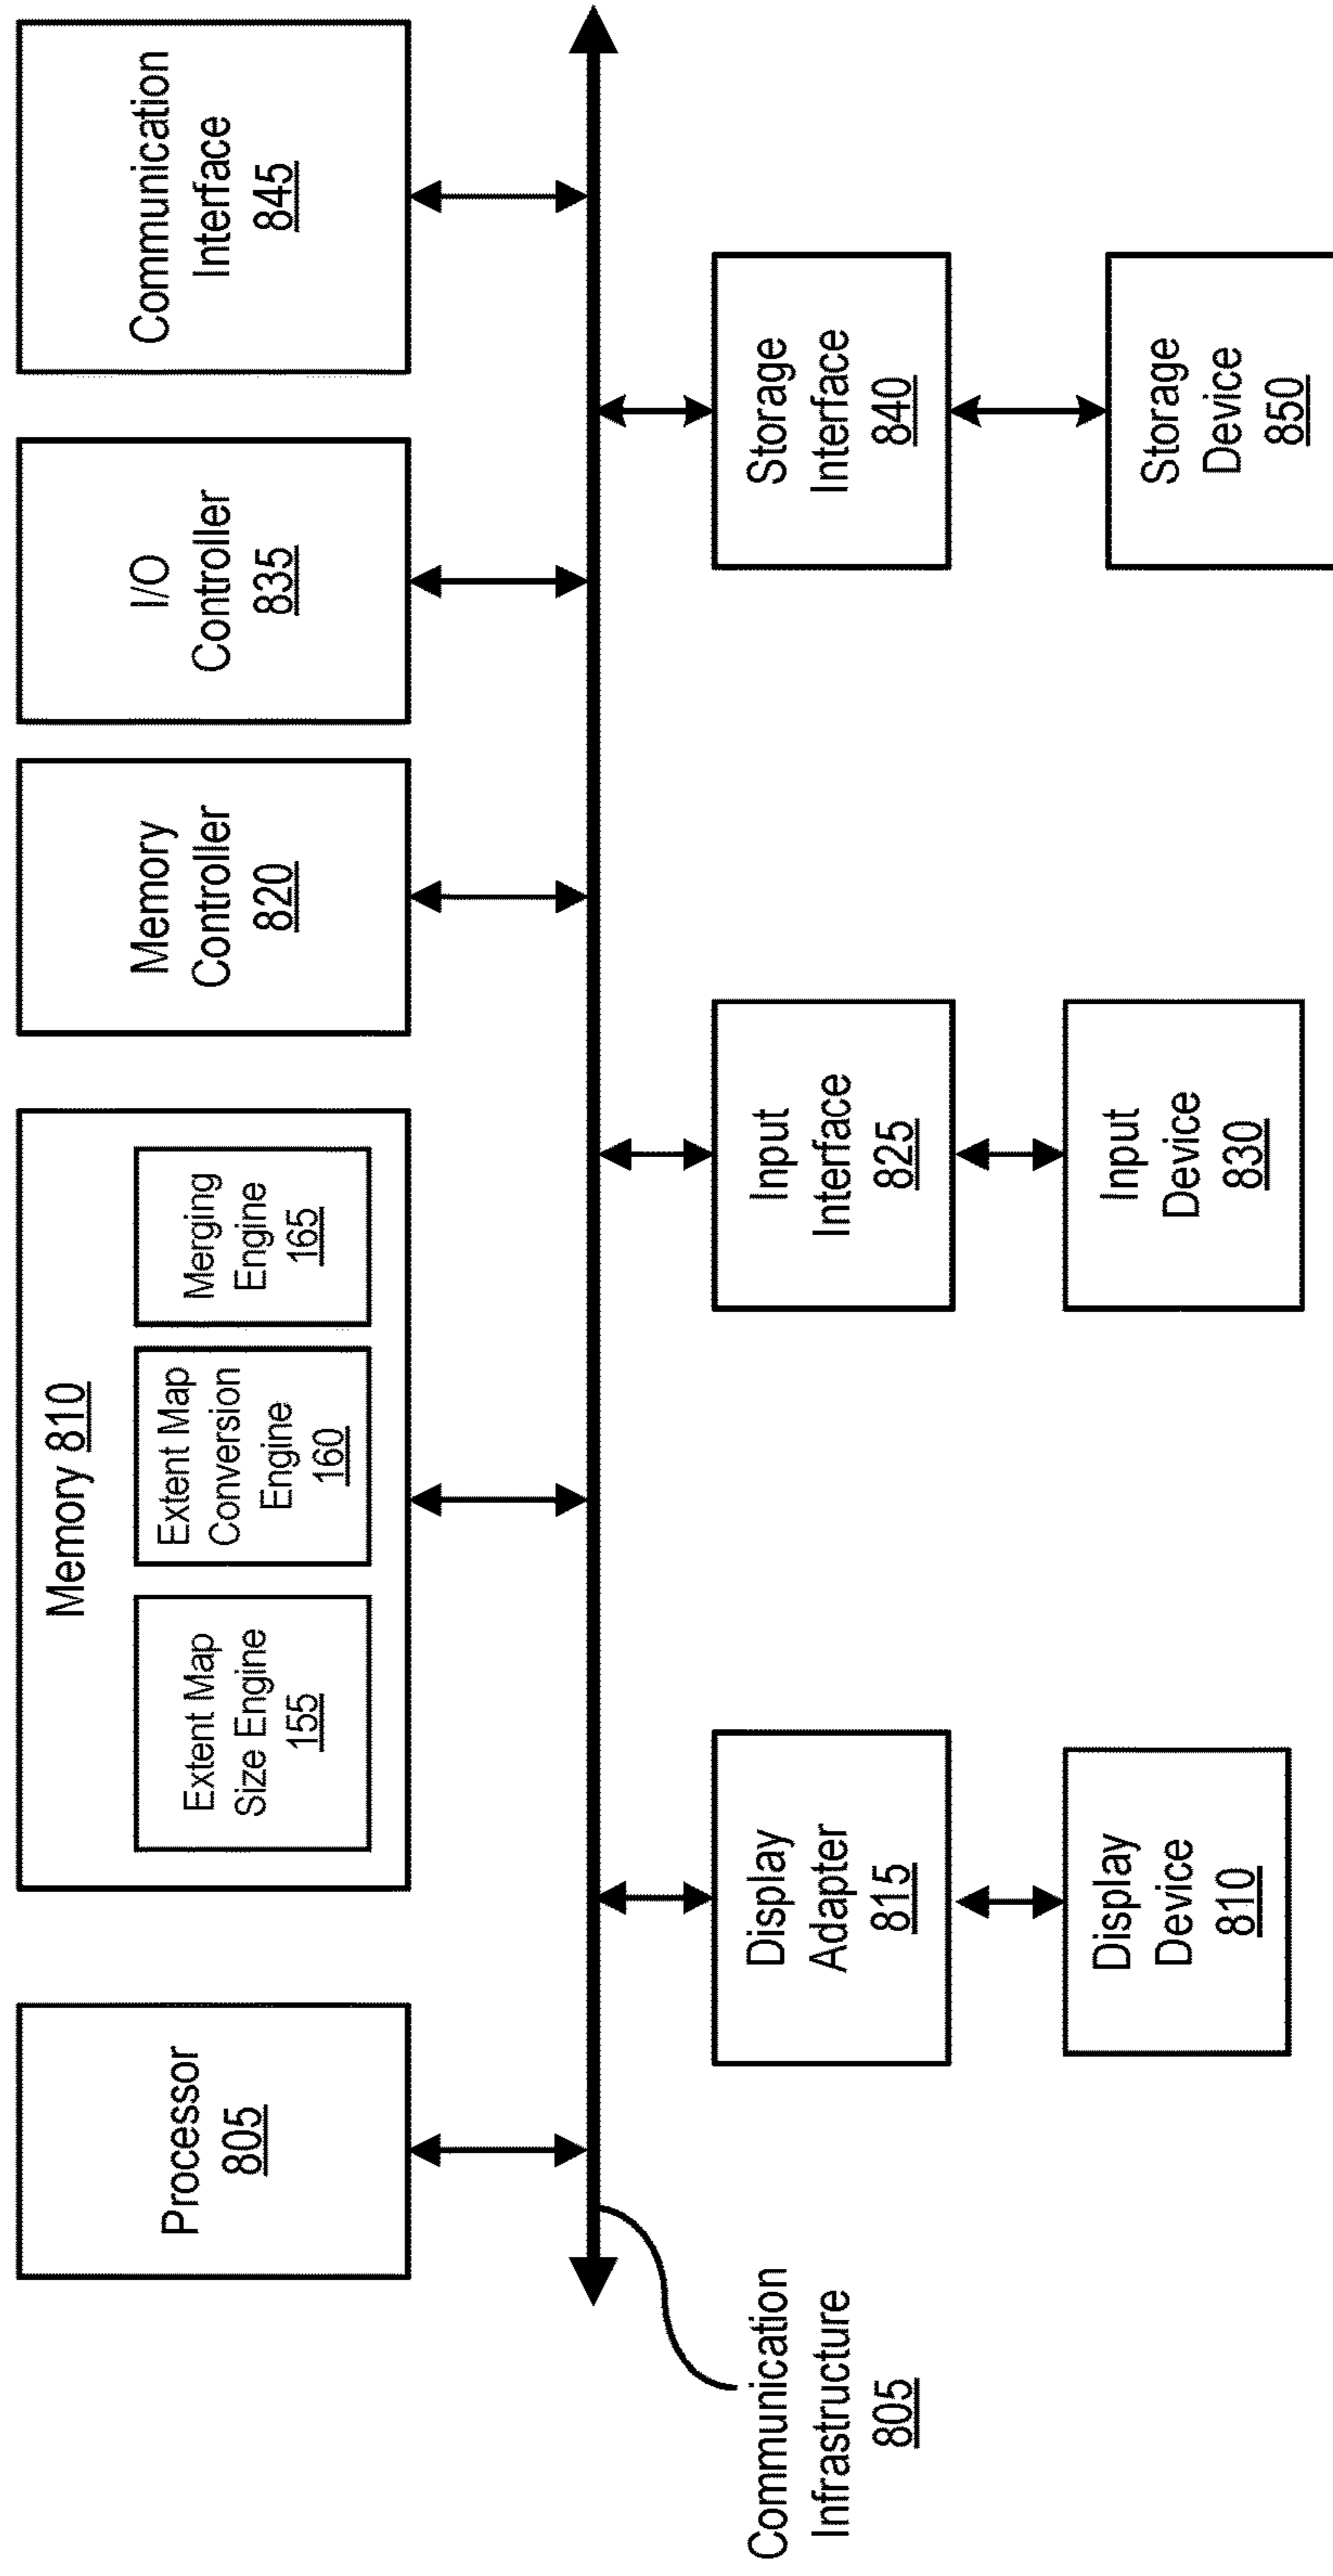 Processor
805
Memory 810
Extent Map
Size Engine
155
Extent Map
Conversion
Engine
160
Merging
Engine
165
Memory
Controller
820
I/O
Controller
835
Communication
Interface
845
Communication
Infrastructure
805
Display
Adapter
815
Input
Interface
825
Storage
Interface
840
Display
Device
810
Input
Device
830
Storage
Device
850